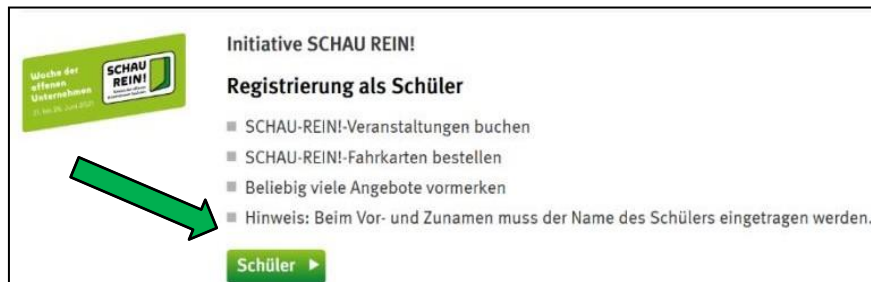 Woche der
offenen
Unternehmen
SCHAU
REIN!
Initiative SCHAU REIN!
Registrierung als Schüler
SCHAU-REIN!-Veranstaltungen buchen
SCHAU-REIN!-Fahrkarten bestellen
Beliebig viele Angebote vormerken
Hinweis: Beim Vor- und Zunamen muss der Name des Schülers eingetragen werden.
Schüler